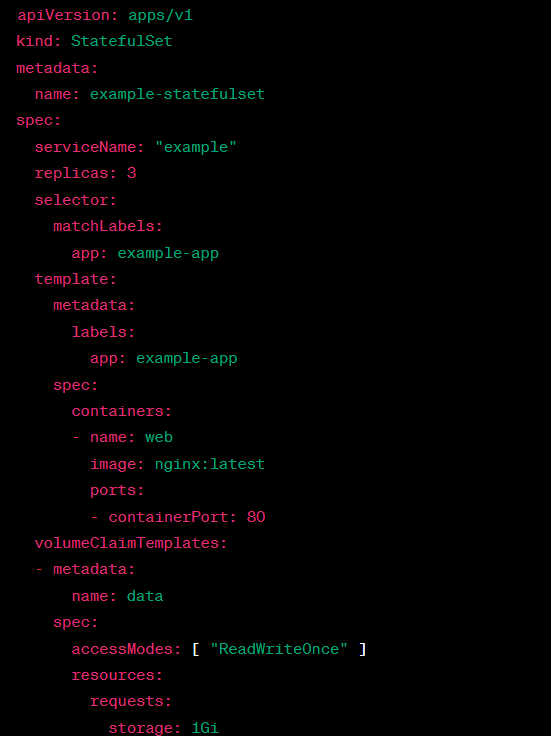 apiVersion: apps/v1
kind: StatefulSet
metadata:
  name: example-statefulset
spec:
  serviceName: "example"
  replicas: 3
  selector:
    matchLabels:
      app: example-app
  template:
    metadata:
      labels:
        app: example-app
    spec:
      containers:
      - name: web
        image: nginx:latest
        ports:
        - containerPort: 80
  volumeClaimTemplates:
  - metadata:
      name: data
    spec:
      accessModes: [ "ReadWriteOnce" ]
      resources:
        requests:
          storage: 1Gi